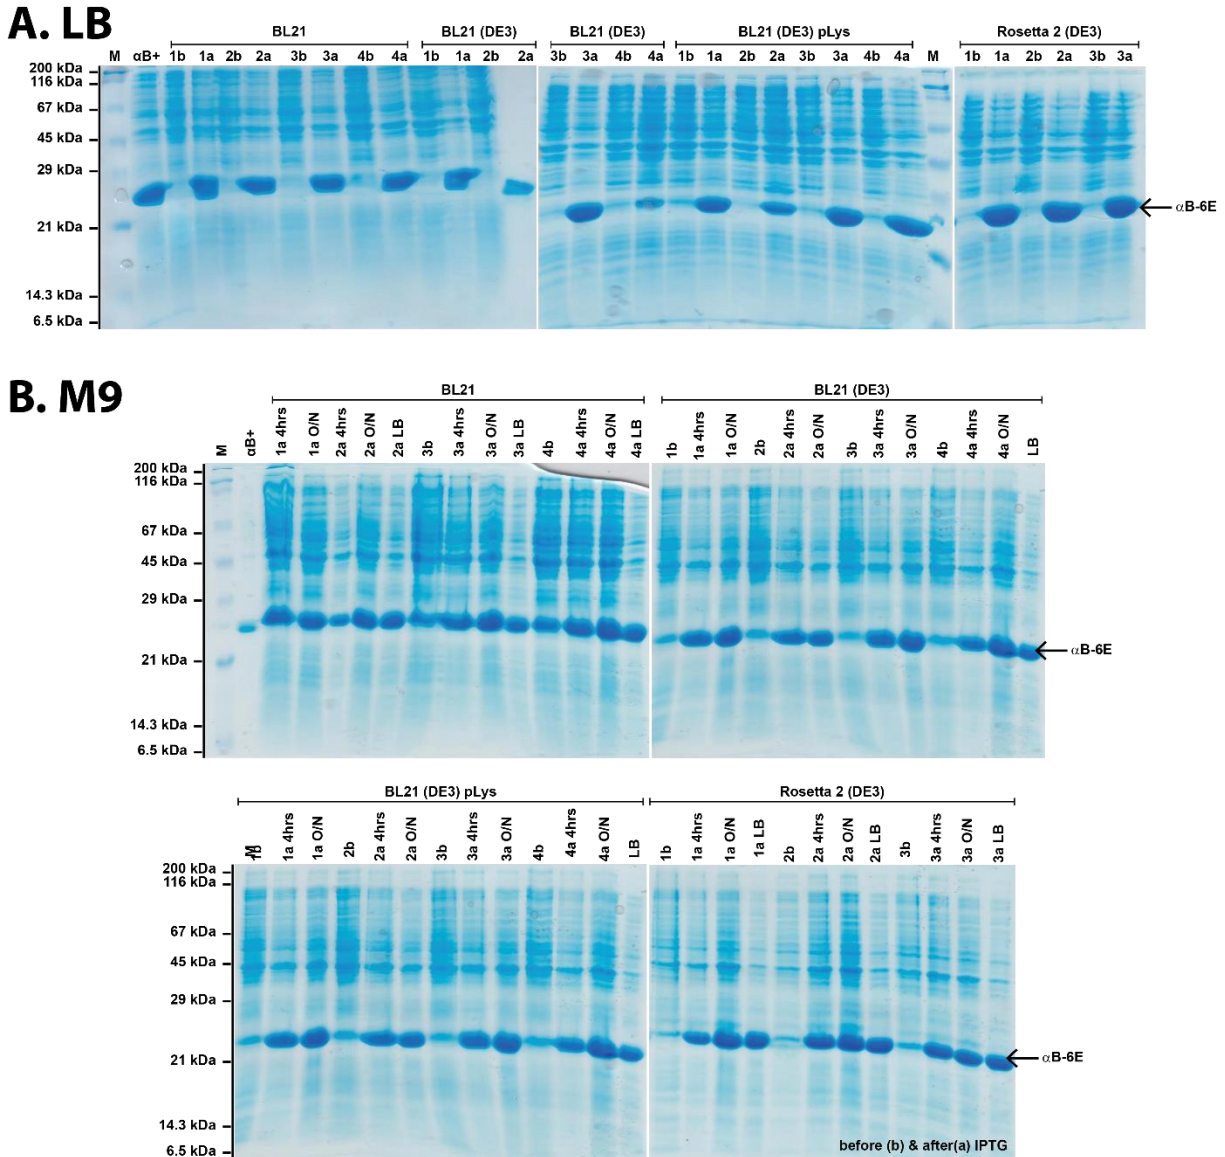 A. LB
BL21
BL21 (DE3)
BL21 (DE3)
BL21 (DE3) pLys
Rosetta 2 (DE3)
M αB+ 1b 1a 2b 2a 3b 3a 4b 4a 1b 1a 2b 2a 3b 3a 4b 4a 1b 1a 2b 2a 3b 3a 4b 4a M 1b 1a 2b 2a 3b 3a
200 kDa
116 kDa
67 kDa
45 kDa
29 kDa
21 kDa
14.3 kDa
6.5 kDa
αB-6E
B. M9
BL21
BL21 (DE3)
M αB+ 1a 4hrs 1a O/N 2a 4hrs 2a O/N 2a LB 3b 3a 4hrs 3a O/N 3a LB 4b 4a 4hrs 4a O/N 4a LB 1b 1a 4hrs 1a O/N 2b 2a 4hrs 2a O/N 3b 3a 4hrs 3a O/N 4b 4a 4hrs 4a O/N LB
200 kDa
116 kDa
67 kDa
45 kDa
29 kDa
21 kDa
14.3 kDa
6.5 kDa
αB-6E
BL21 (DE3) pLys
Rosetta 2 (DE3)
M 1b 1a 4hrs 1a O/N 2b 2a 4hrs 2a O/N 3b 3a 4hrs 3a O/N 4b 4a 4hrs 4a O/N LB 1b 1a 4hrs 1a O/N 1a LB 2b 2a 4hrs 2a O/N 2a LB 3b 3a 4hrs 3a O/N 3a LB
200 kDa
116 kDa
67 kDa
45 kDa
29 kDa
21 kDa
14.3 kDa
6.5 kDa
αB-6E
before (b) & after(a) IPTG